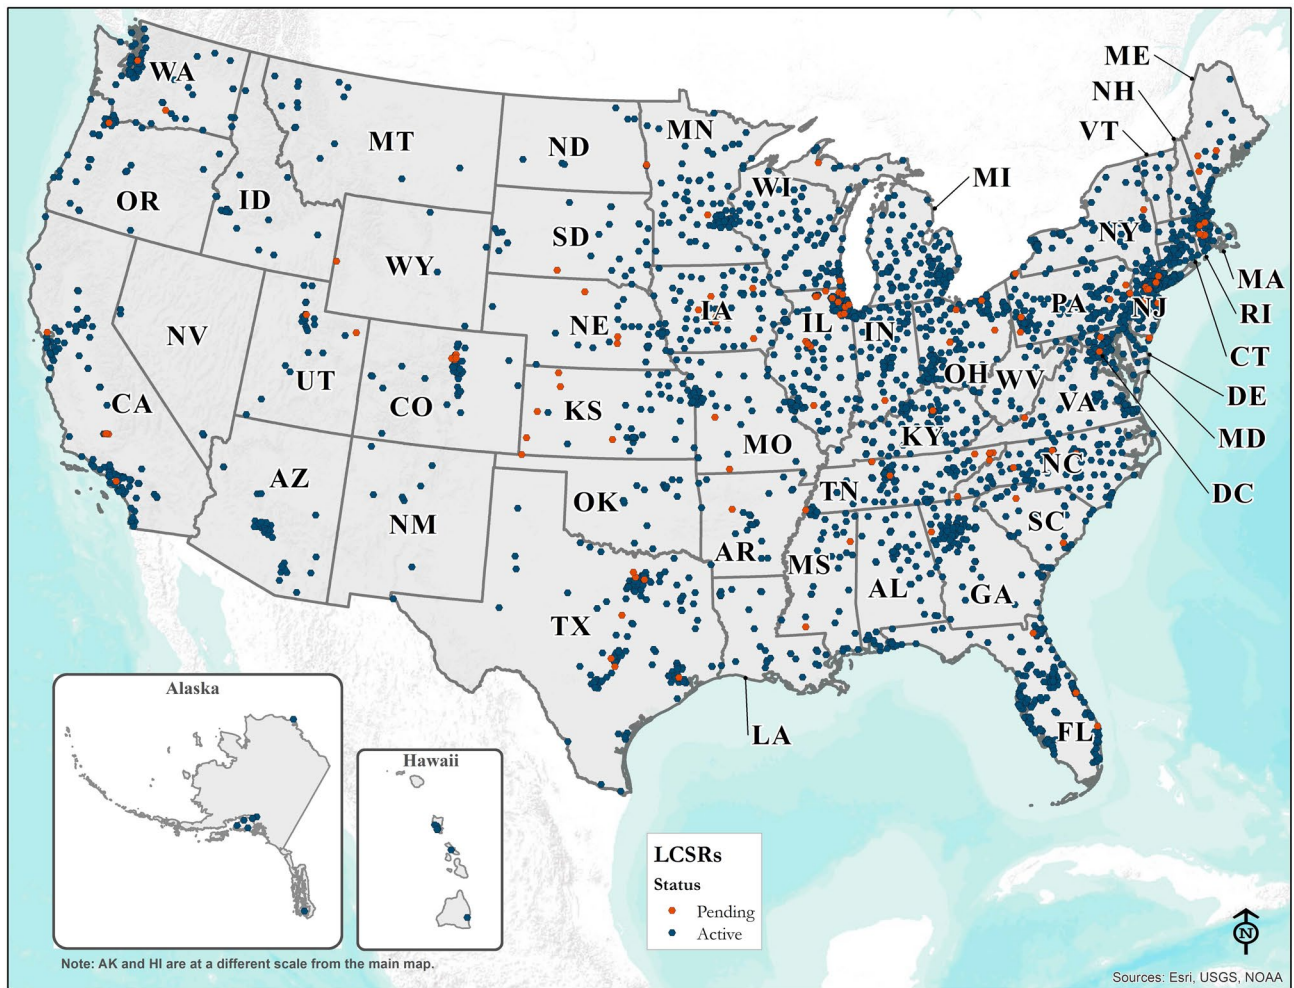 ME
NH
WA
VT
MN
MT
ND
WI
MI
OR
ID
NY
SD
WY
MA
PA
NJ
RI
IA
NE
IL
IN
NV
CT
OH
WV
UT
DE
CO
CA
VA
KS
KY
MD
MO
NC
AZ
DC
TN
OK
SC
NM
AR
MS
AL
GA
TX
Alaska
FL
LA
Hawaii
LCSRs
Status
Pending
Active
N
Note: AK and HI are at a different scale from the main map.
Sources: Esri, USGS, NOAA